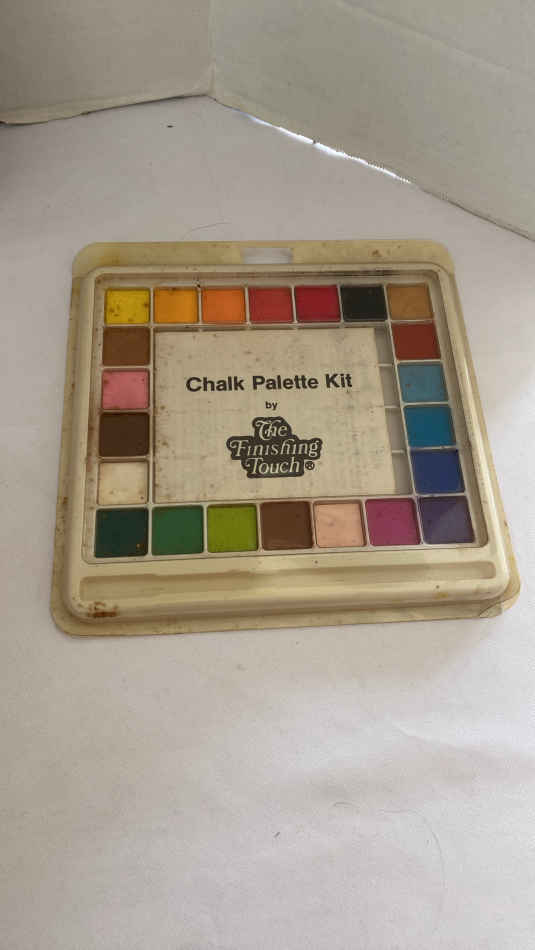 Chalk Palette Kit
by
The
Finishing
Touch ®